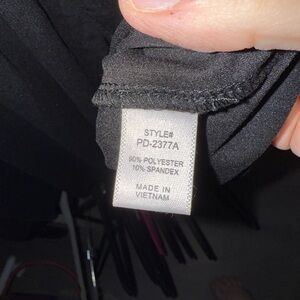 STYLE#
PD-2377A
90% POLYESTER
10% SPANDEX
MADE IN
VIETNAM